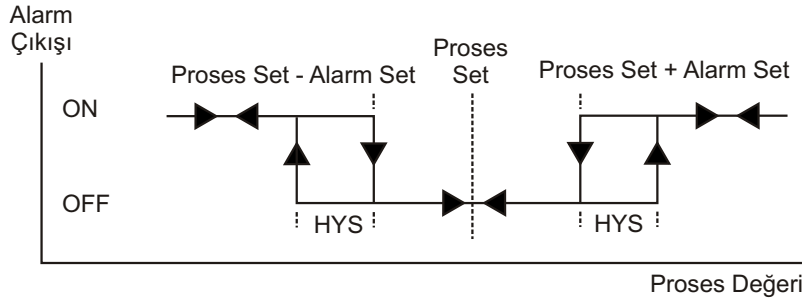 Alarm
Çıkışı
Proses
Set
Proses Set - Alarm Set
Proses Set + Alarm Set
ON
OFF
HYS
HYS
Proses Değeri